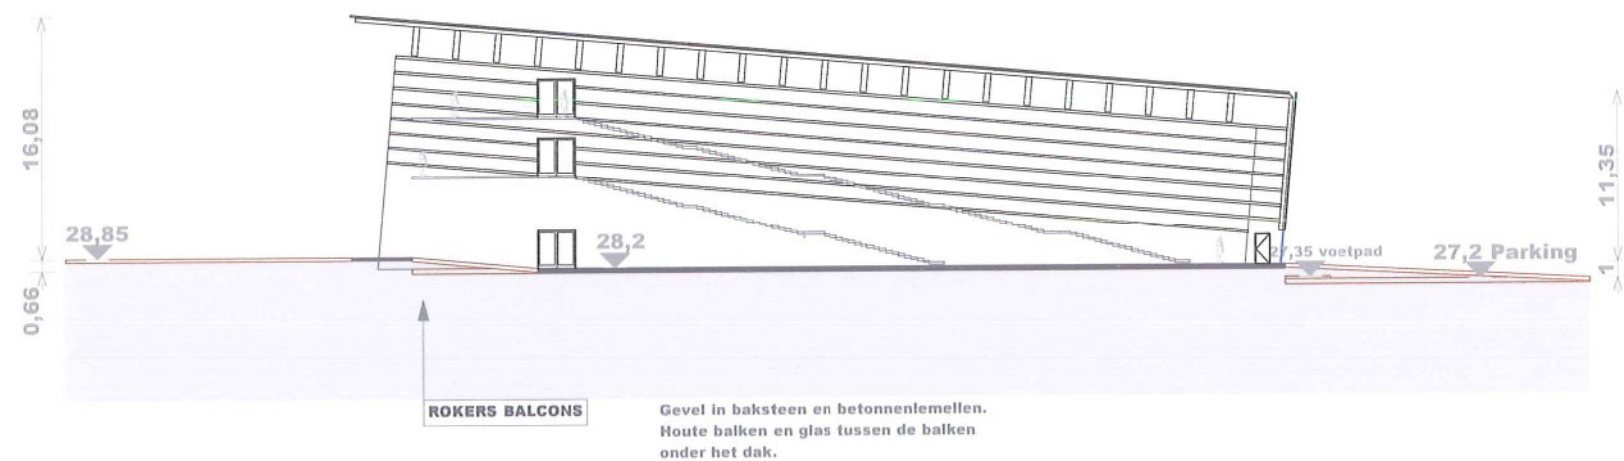 16,08
11,35
28,85
28,2
27,35 voetpad
27,2 Parking
0,66
1
ROKERS BALCONS
Gevel in baksteen en betonnenlemellen.
Houte balken en glas tussen de balken
onder het dak.